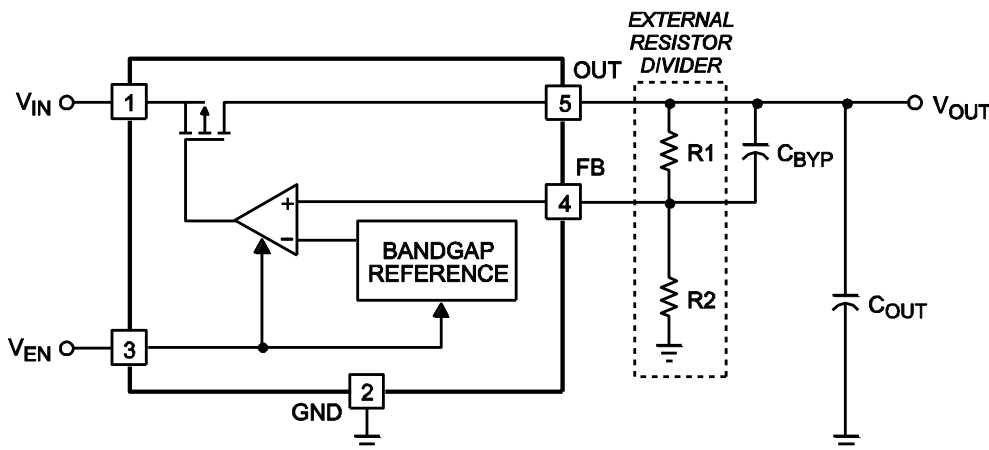 EXTERNAL
RESISTOR
DIVIDER
OUT
VIN
1
5
VOUT
R1
CBYP
FB
+
4
−
BANDGAP
REFERENCE
R2
COUT
VEN
3
2
GND